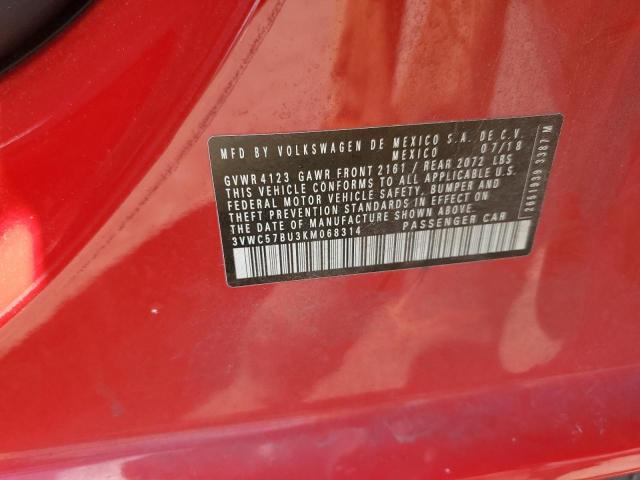 MFD BY VOLKSWAGEN DE MEXICO S.A. DE C.V.
MEXICO 07/18
GVWR 4123 GAWR FRONT 2161 / REAR 2072 LBS
THIS VEHICLE CONFORMS TO ALL APPLICABLE U.S.
FEDERAL MOTOR VEHICLE SAFETY, BUMPER AND
THEFT PREVENTION STANDARDS IN EFFECT ON
THE DATE OF MANUFACTURE SHOWN ABOVE.
3VWC57BU3KM068314 PASSENGER CAR
2661939 3387 M